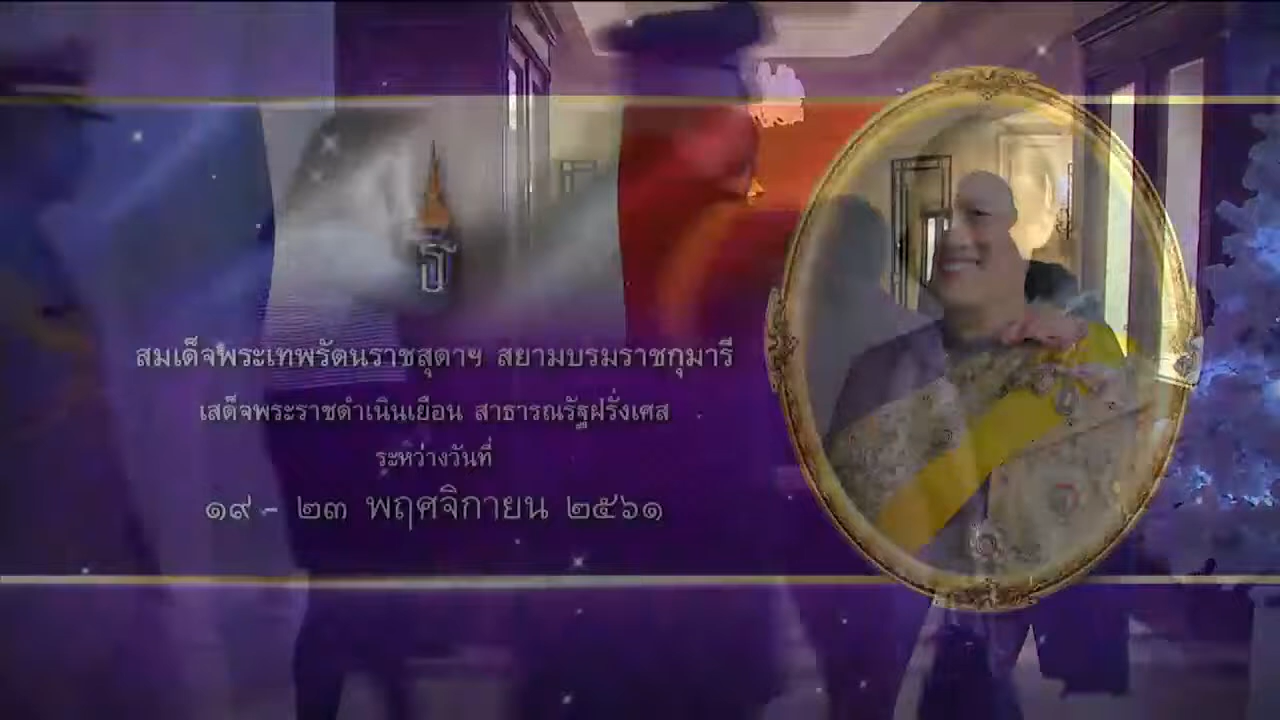 ธ
สมเด็จพระเทพรัตนราชสุดาฯ สยามบรมราชกุมารี
เสด็จพระราชดำเนินเยือน สาธารณรัฐฝรั่งเศส
ระหว่างวันที่
๑๙ - ๒๓ พฤศจิกายน ๒๕๖๑